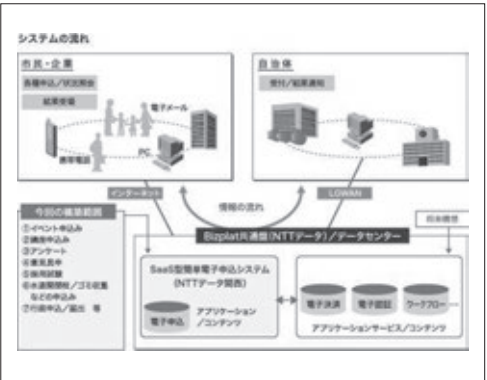 システムの流れ
市民・企業
各種申込/状況照会
結果受領
電子メール
携帯電話
PC
自治体
受付/結果通知
インターネット
情報の流れ
LGWAN
今回の構築範囲
①イベント申込み
②講座申込み
③アンケート
④意見具申
⑤採用試験
⑥水道開閉栓/ゴミ収集
などの申込み
⑦行政申込/届出 等
Bizplat共通盤(NTTデータ)/データセンター
SaaS型簡単電子申込システム
(NTTデータ関西)
電子申込
アプリケーション
/コンテンツ
電子決済
電子認証
ワークフロー
アプリケーションサービス/コンテンツ